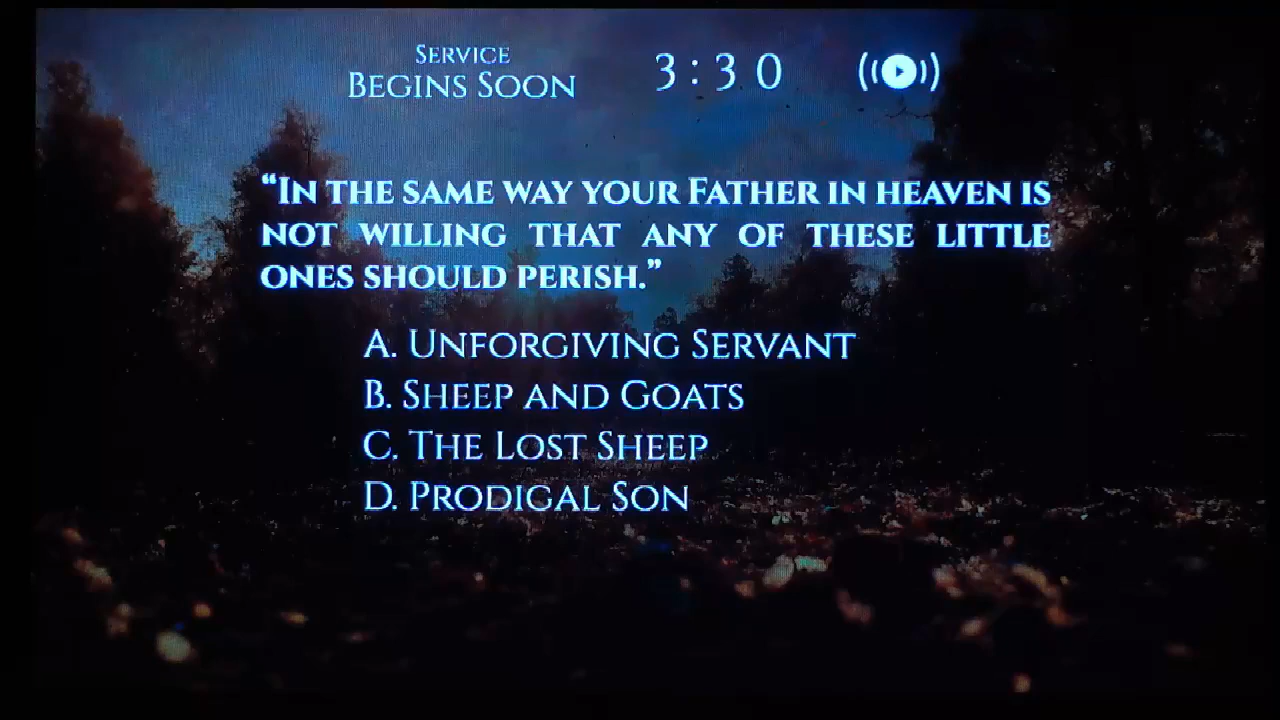 SERVICE
BEGINS SOON
3:30
“IN THE SAME WAY YOUR FATHER IN HEAVEN IS
NOT WILLING THAT ANY OF THESE LITTLE
ONES SHOULD PERISH.”
A. UNFORGIVING SERVANT
B. SHEEP AND GOATS
C. THE LOST SHEEP
D. PRODIGAL SON